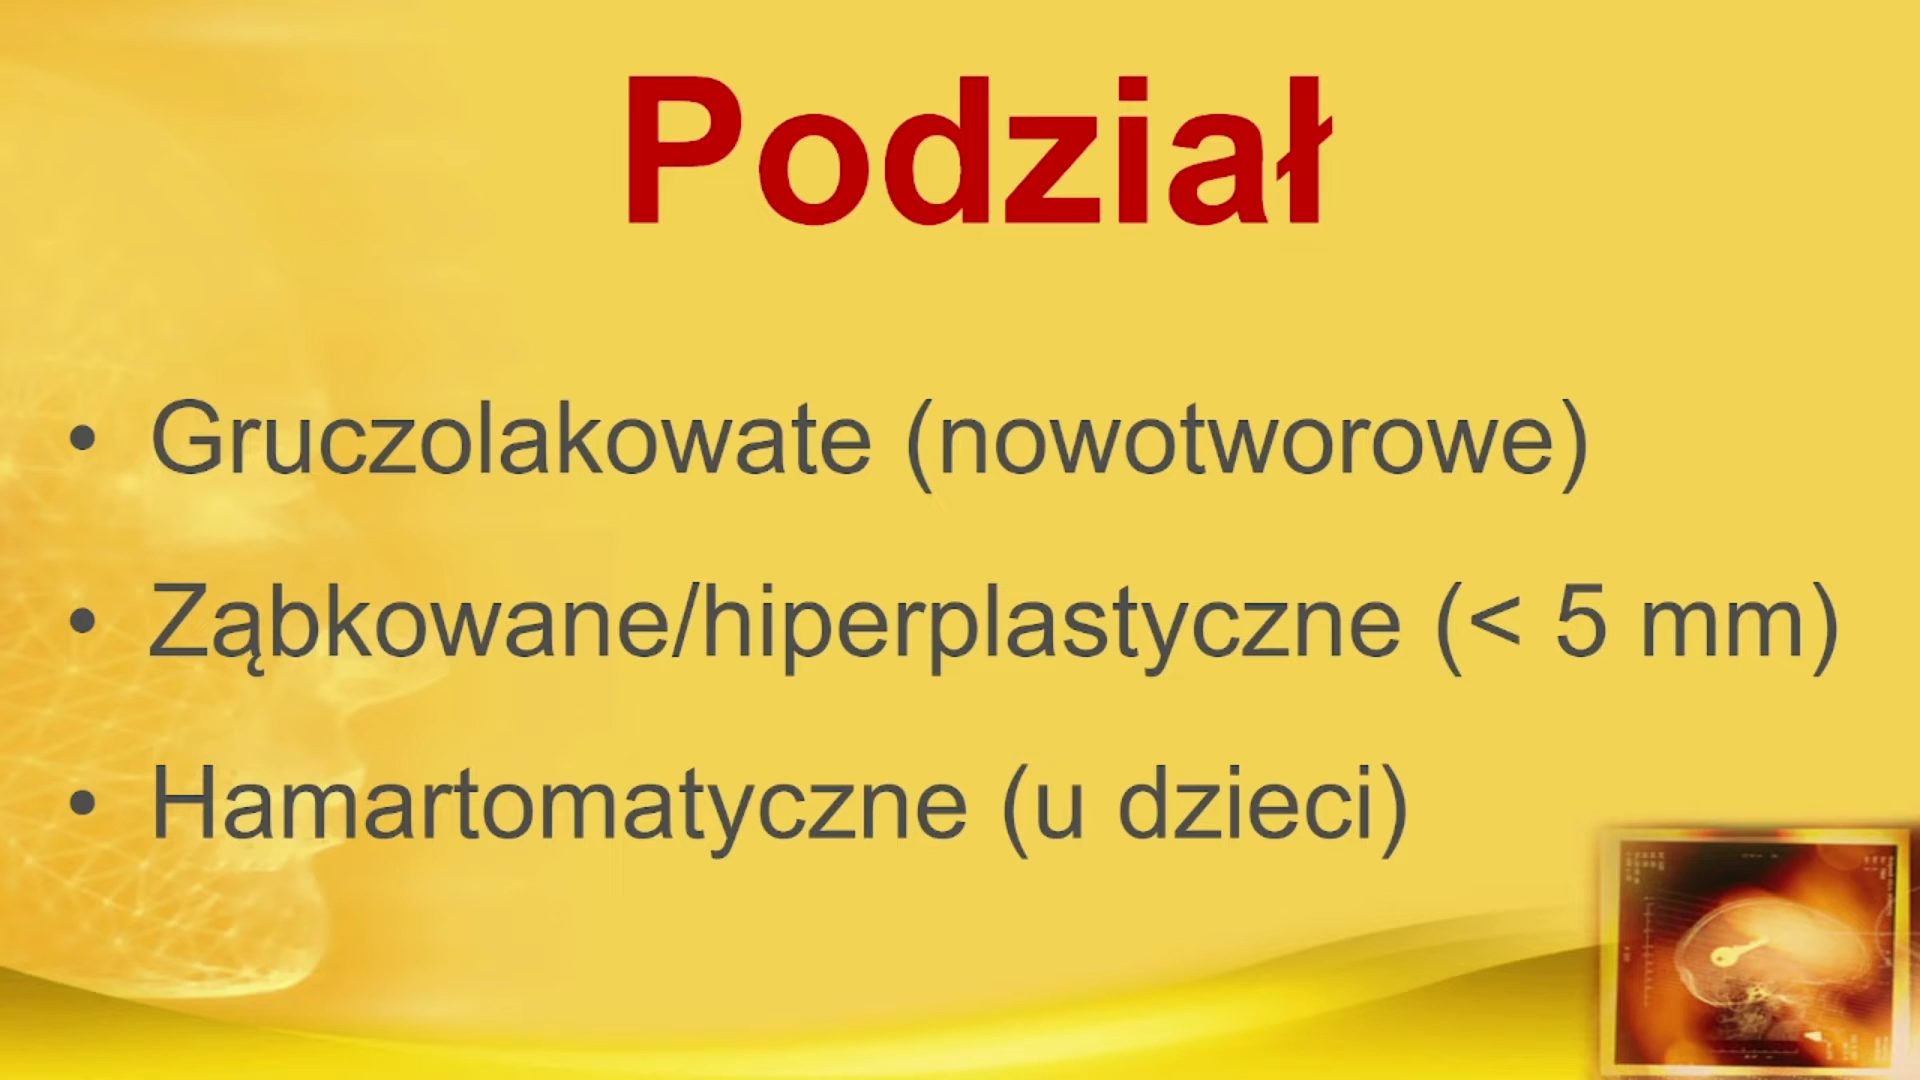 Podział
• Gruczolakowate (nowotworowe)
• Ząbkowane/hiperplastyczne (< 5 mm)
• Hamartomatyczne (u dzieci)